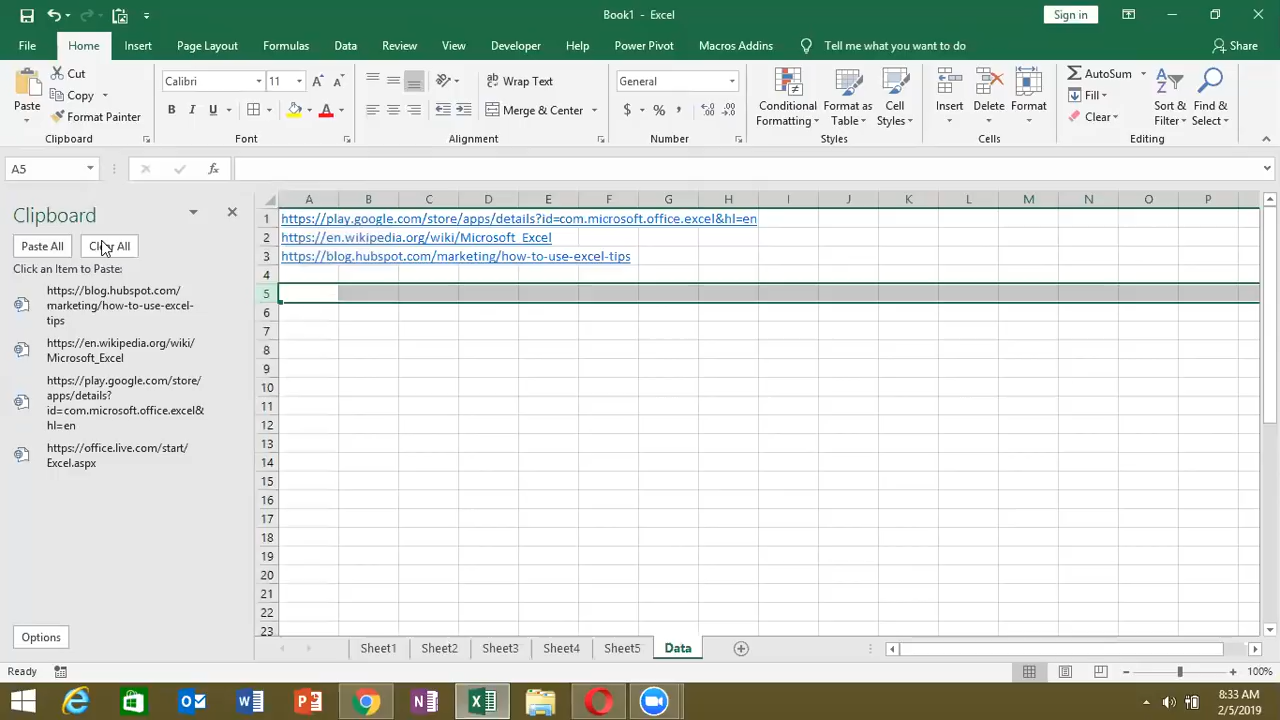 Book1 - Excel
Sign in
File Home Insert Page Layout Formulas Data Review View Developer Help Power Pivot Macros Addins Tell me what you want to do Share
Paste
Cut
Copy
Format Painter
Clipboard
Calibri 11
B I U
Font
Wrap Text
Merge & Center
Alignment
General
$ % ,
Number
Conditional Formatting
Format as Table
Cell Styles
Styles
Insert Delete Format
Cells
AutoSum
Fill
Clear
Sort & Filter
Find & Select
Editing
A5
fx
Clipboard
Paste All
Click an Item to Paste:
https://blog.hubspot.com/
marketing/how-to-use-excel-
tips
https://en.wikipedia.org/wiki/
Microsoft_Excel
https://play.google.com/store/
apps/details?
id=com.microsoft.office.excel&
hl=en
https://office.live.com/start/
Excel.aspx
Options
A B C D E F G H I J K L M N O P
1 https://play.google.com/store/apps/details?id=com.microsoft.office.excel&hl=en
2 https://en.wikipedia.org/wiki/Microsoft_Excel
3 https://blog.hubspot.com/marketing/how-to-use-excel-tips
4
5
6
7
8
9
10
11
12
13
14
15
16
17
18
19
20
21
22
23
Sheet1 Sheet2 Sheet3 Sheet4 Sheet5 Data
Ready
100%
8:33 AM
2/5/2019